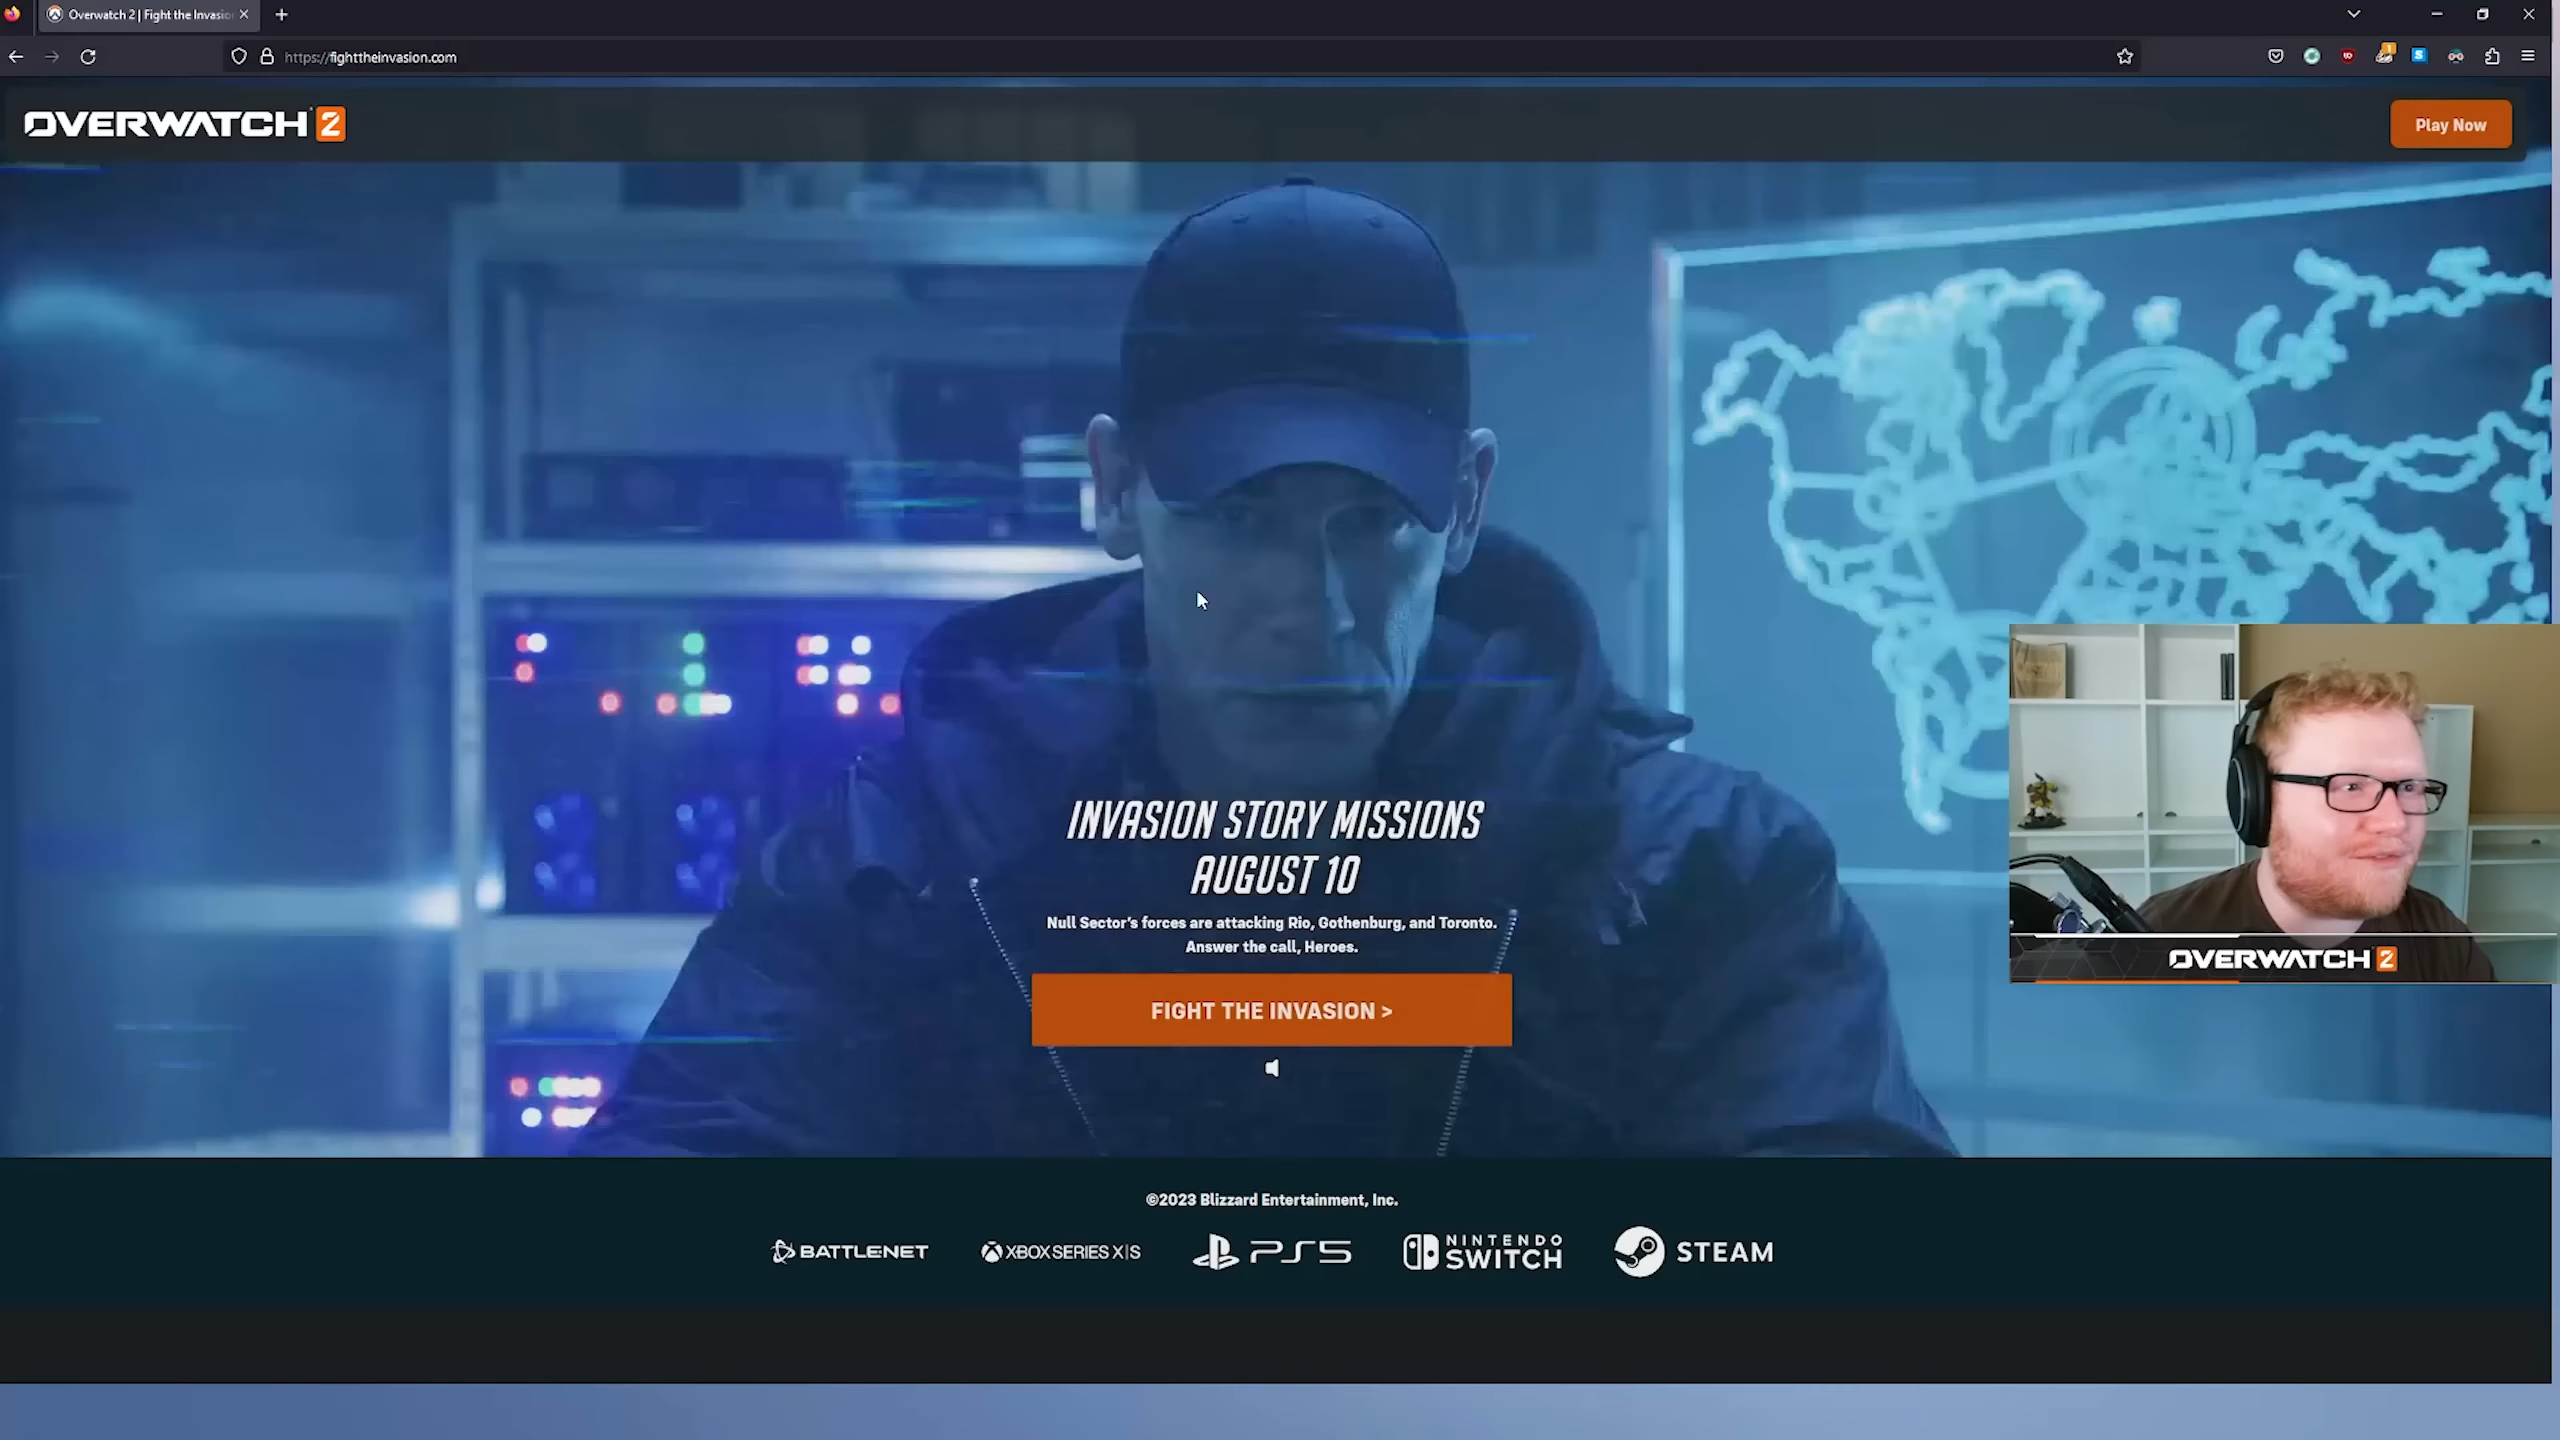 Overwatch 2 | Fight the Invasio
https://fighttheinvasion.com
OVERWATCH 2
Play Now
INVASION STORY MISSIONS
AUGUST 10
Null Sector's forces are attacking Rio, Gothenburg, and Toronto.
Answer the call, Heroes.
FIGHT THE INVASION >
OVERWATCH 2
©2023 Blizzard Entertainment, Inc.
BATTLE.NET
XBOX SERIES X|S
PS5
NINTENDO
SWITCH
STEAM